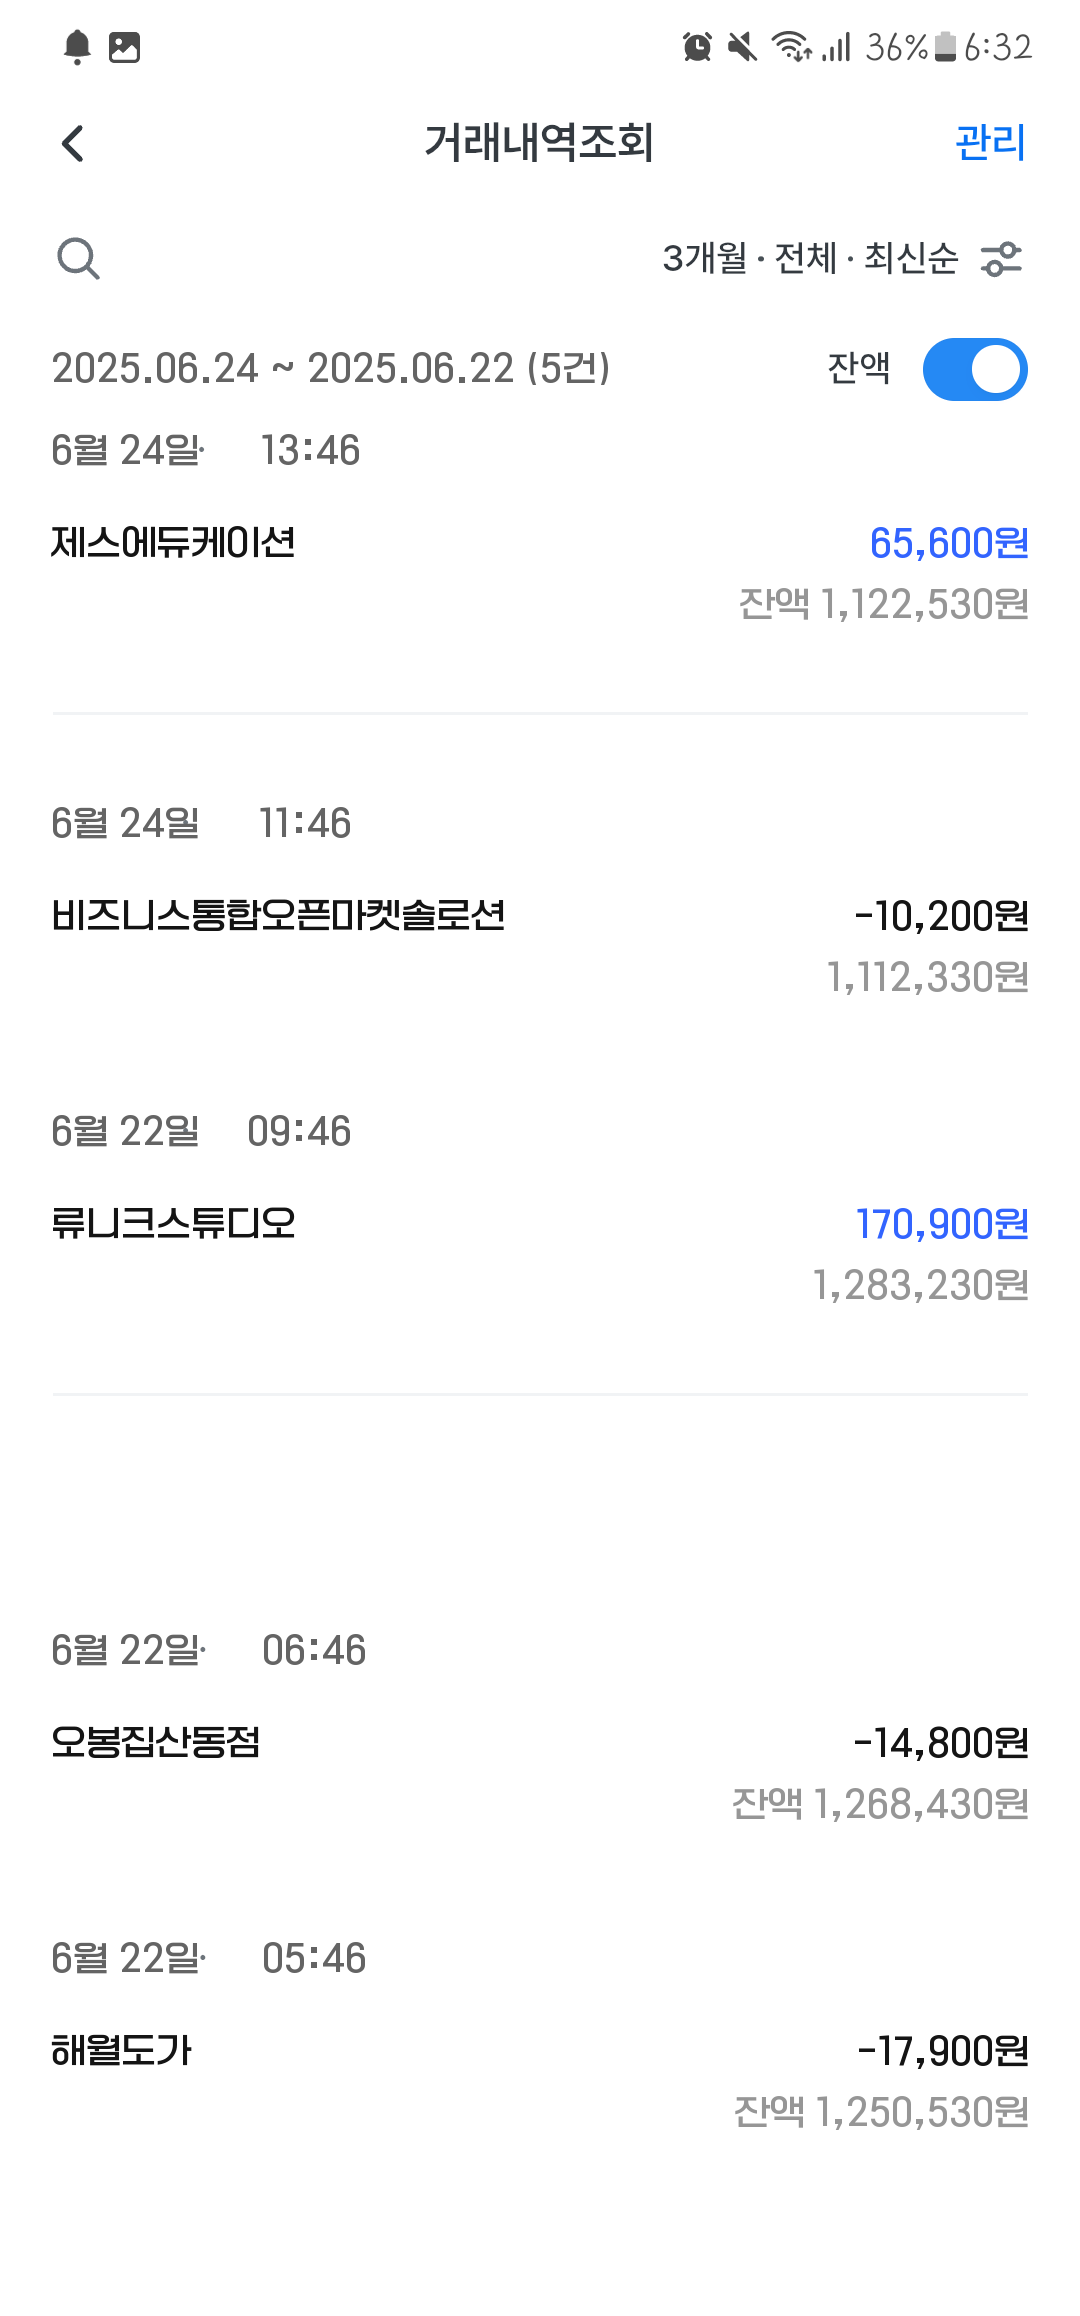 36% 6:32
거래내역조회 관리
3개월 · 전체 · 최신순
2025.06.24 ~ 2025.06.22 (5건) 잔액
6월 24일· 13:46
제스에듀케이션 65,600원
잔액 1,122,530원
6월 24일 11:46
비즈니스통합오픈마켓솔로션 -10,200원
1,112,330원
6월 22일 09:46
류니크스튜디오 170,900원
1,283,230원
6월 22일· 06:46
오봉집산동점 -14,800원
잔액 1,268,430원
6월 22일· 05:46
해월도가 -17,900원
잔액 1,250,530원